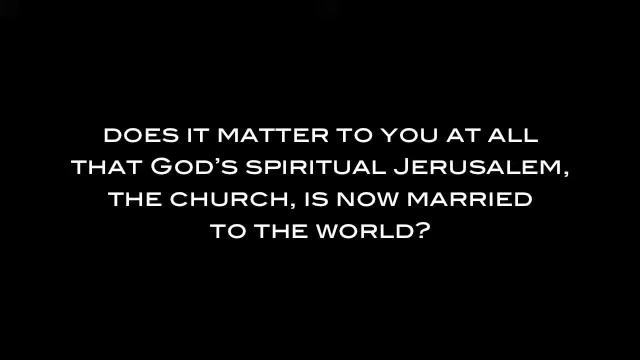 DOES IT MATTER TO YOU AT ALL
THAT GOD'S SPIRITUAL JERUSALEM,
THE CHURCH, IS NOW MARRIED
TO THE WORLD?